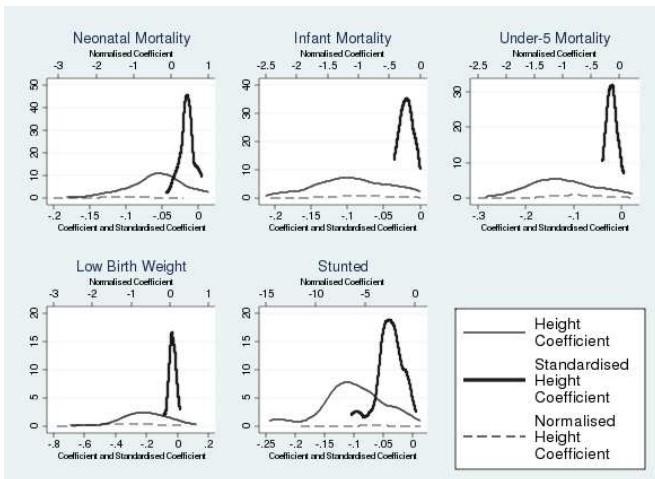 Neonatal Mortality
Normalised Coefficient
-3 -2 -1 0 1
0 10 20 30 40 50
-.2 -.15 -.1 -.05 0
Coefficient and Standardised Coefficient
Infant Mortality
Normalised Coefficient
-2.5 -2 -1.5 -1 -.5 0
0 10 20 30 40
-.2 -.15 -.1 -.05 0
Coefficient and Standardised Coefficient
Under-5 Mortality
Normalised Coefficient
-2.5 -2 -1.5 -1 -.5 0
0 10 20 30
-.3 -.2 -.1 0
Coefficient and Standardised Coefficient
Low Birth Weight
Normalised Coefficient
-3 -2 -1 0 1
0 5 10 15 20
-.8 -.6 -.4 -.2 0 .2
Coefficient and Standardised Coefficient
Stunted
Normalised Coefficient
-15 -10 -5 0
0 5 10 15 20
-.25 -.2 -.15 -.1 -.05 0
Coefficient and Standardised Coefficient
Height
Coefficient
Standardised
Height
Coefficient
Normalised
Height
Coefficient